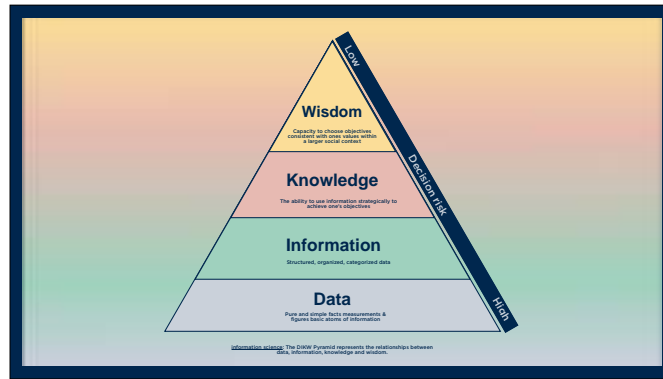 Low
Wisdom
Capacity to choose objectives
consistent with ones values within
a larger social context
Decision risk
Knowledge
The ability to use information strategically to
achieve one's objectives
Information
Structured, organized, categorized data
High
Data
Pure and simple facts measurements &
figures basic atoms of information
Information science: The DIKW Pyramid represents the relationships between
data, information, knowledge and wisdom.